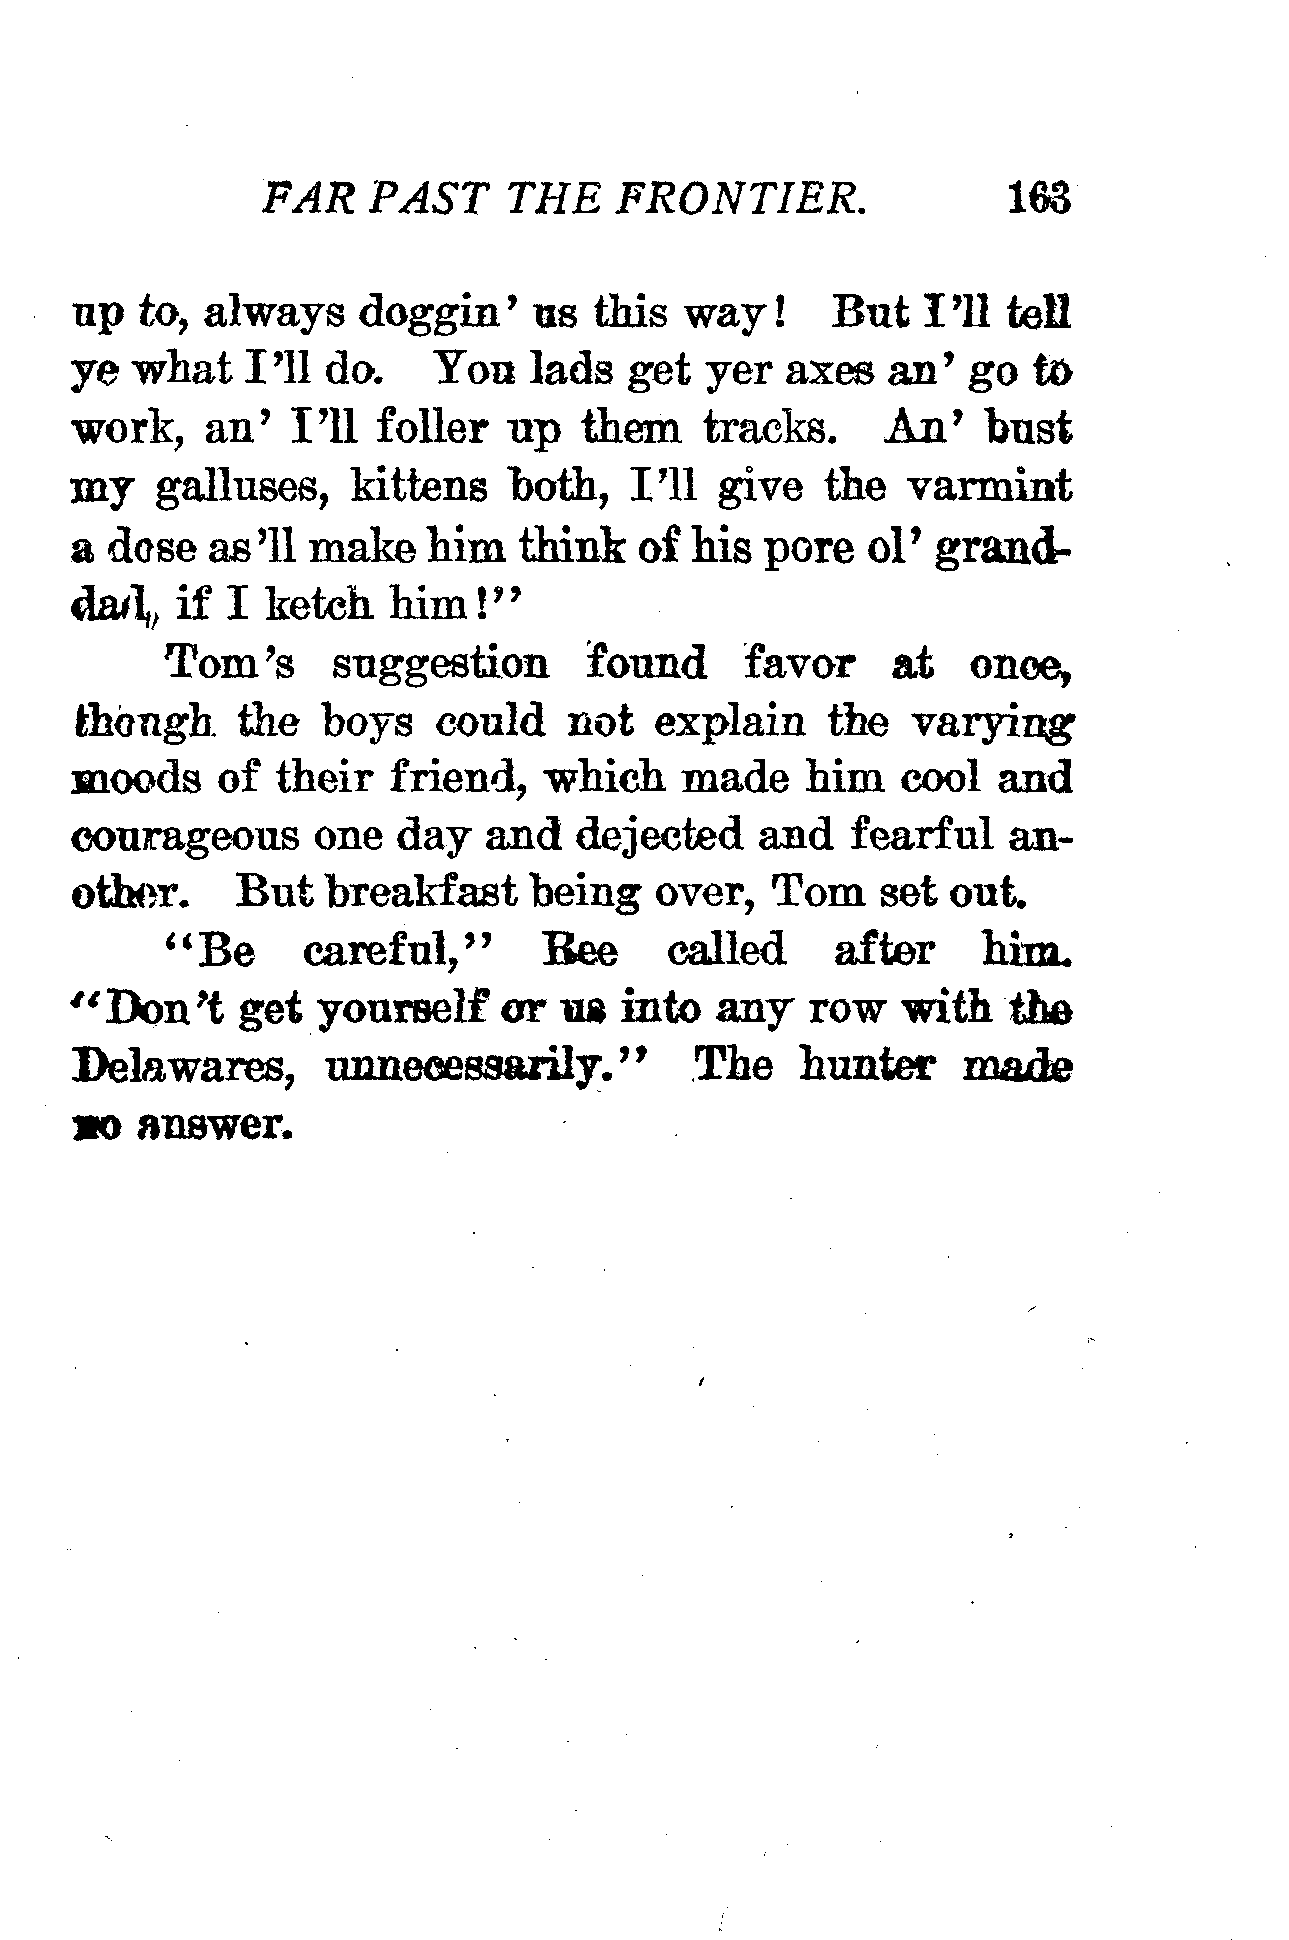 FAR PAST THE FRONTIER. 163
up to, always doggin' us this way! But I'll tell
ye what I'll do. You lads get yer axes an' go to
work, an' I'll foller up them tracks. An' bust
my galluses, kittens both, I'll give the varmint
a dose as'll make him think of his pore ol' grand-
dad, if I ketch him!"
Tom's suggestion found favor at once,
though the boys could not explain the varying
moods of their friend, which made him cool and
courageous one day and dejected and fearful an-
other. But breakfast being over, Tom set out.
"Be careful," Ree called after him.
"Don't get yourself or us into any row with the
Delawares, unnecessarily." The hunter made
no answer.